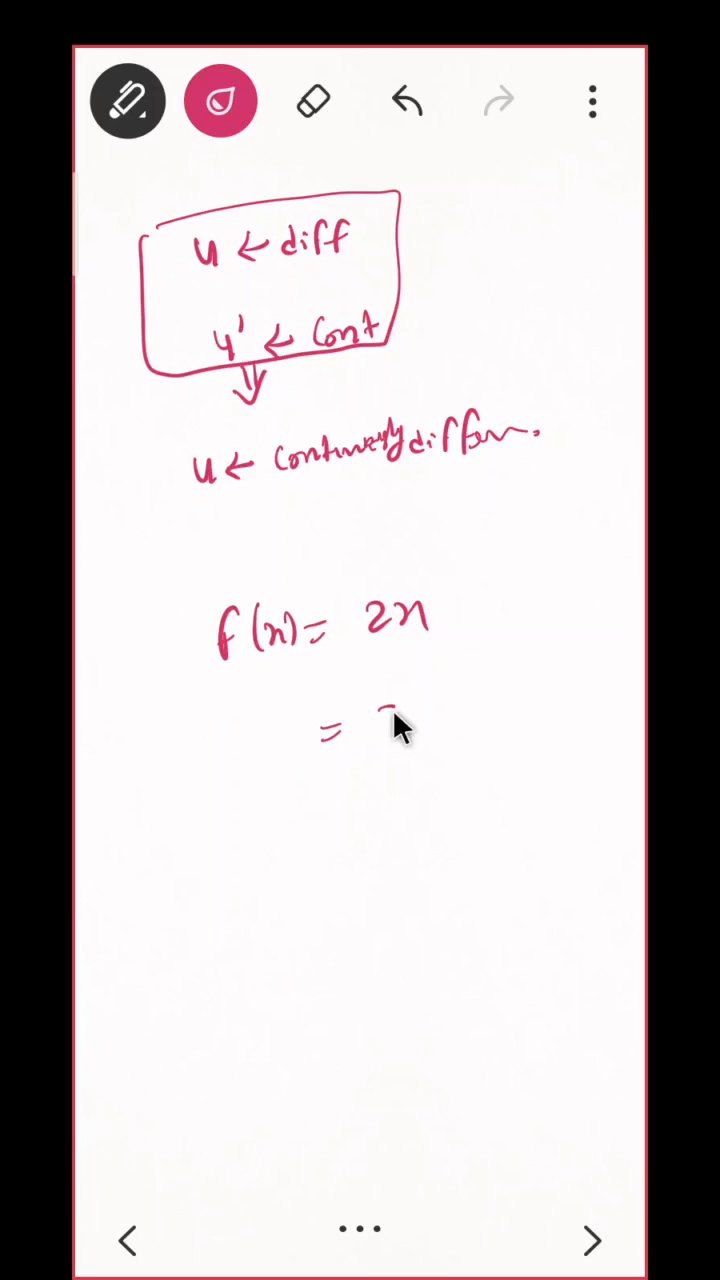 u ← diff
u' ← Cont
⇓
u ← Continuously differen.
f(x) = 2x
=